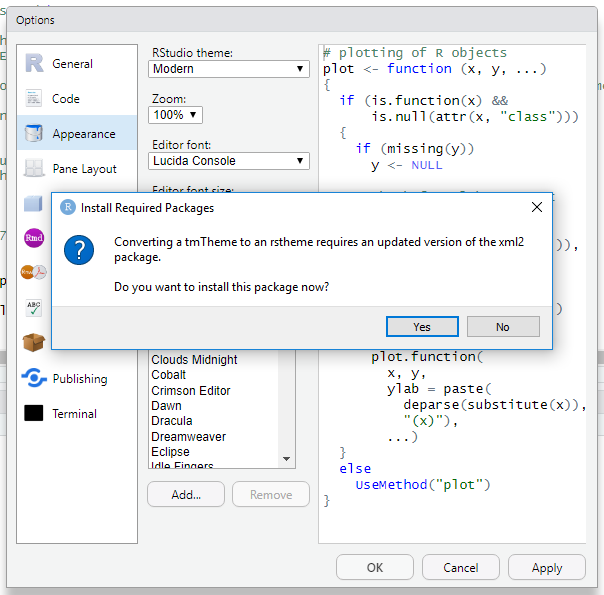 Options
General
Code
Appearance
Pane Layout
Rmd
ABC
Publishing
Terminal
RStudio theme:
Modern
Zoom:
100%
Editor font:
Lucida Console
Editor font size:
R Install Required Packages
Converting a tmTheme to an rstheme requires an updated version of the xml2
package.
Do you want to install this package now?
Yes
No
Clouds Midnight
Cobalt
Crimson Editor
Dawn
Dracula
Dreamweaver
Eclipse
Idle Fingers
Add...
Remove
# plotting of R objects
plot <- function (x, y, ...)
{
if (is.function(x) &&
is.null(attr(x, "class")))
{
if (missing(y))
y <- NULL
)),
)
plot.function(
x, y,
ylab = paste(
deparse(substitute(x)),
"(x)"),
...)
}
else
UseMethod("plot")
}
OK
Cancel
Apply